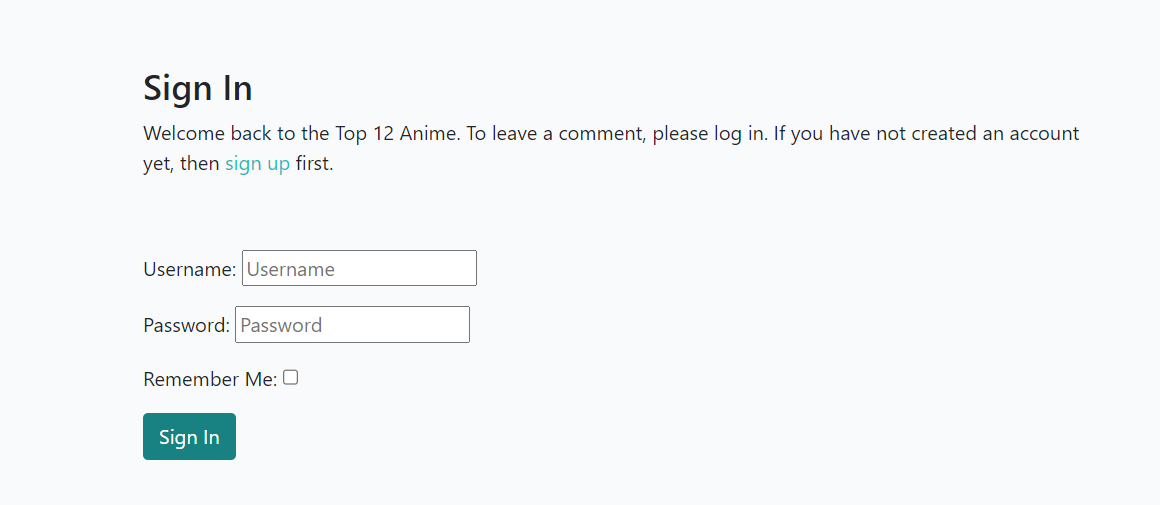 Sign In
Welcome back to the Top 12 Anime. To leave a comment, please log in. If you have not created an account
yet, then sign up first.
Username: Username
Password: Password
Remember Me:
Sign In